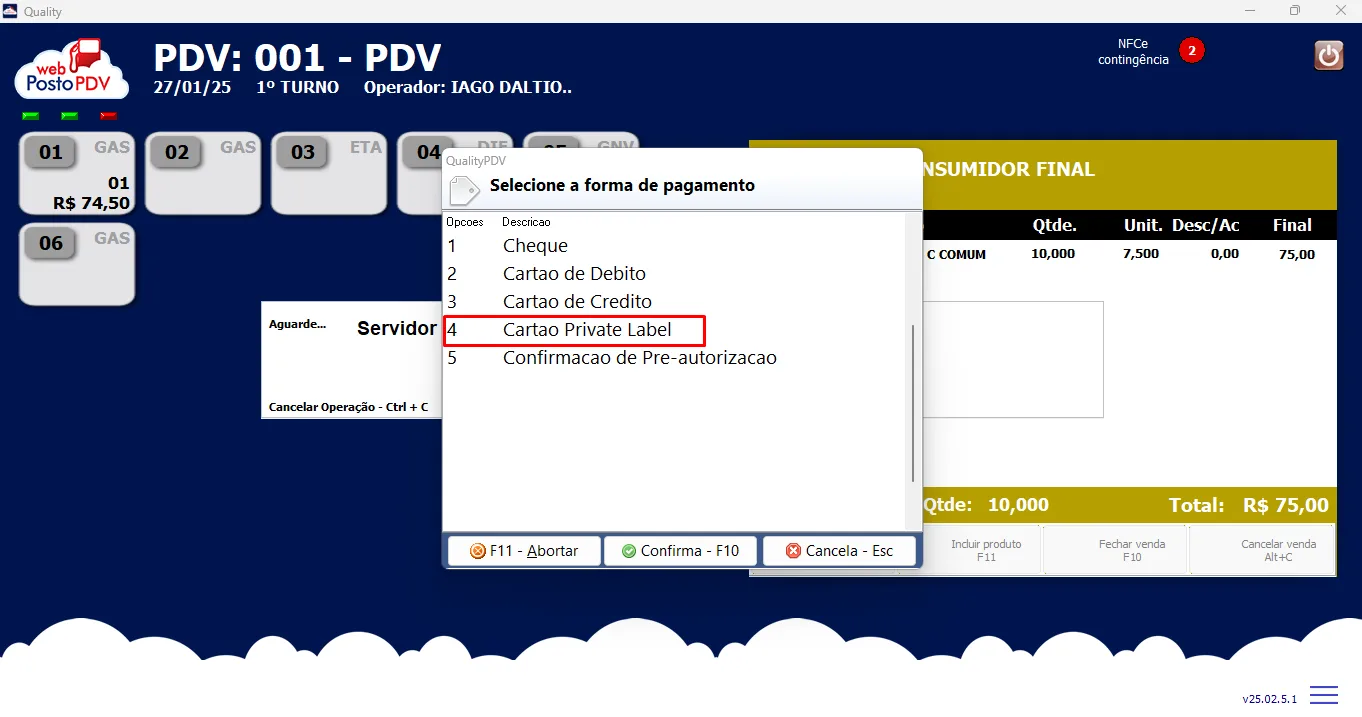 Quality
web
PostoPDV
PDV: 001 - PDV
27/01/25 1º TURNO Operador: IAGO DALTIO..
NFCe
contingência
2
01 GAS
01
R$ 74,50
02 GAS
03 ETA
04
06 GAS
QualityPDV
Selecione a forma de pagamento
Opcoes Descricao
1 Cheque
2 Cartao de Debito
3 Cartao de Credito
4 Cartao Private Label
5 Confirmacao de Pre-autorizacao
F11 - Abortar
Confirma - F10
Cancela - Esc
Aguarde...
Servidor
Cancelar Operação - Ctrl + C
NSUMIDOR FINAL
Qtde. Unit. Desc/Ac Final
C COMUM 10,000 7,500 0,00 75,00
Qtde: 10,000 Total: R$ 75,00
Incluir produto
F11
Fechar venda
F10
Cancelar venda
Alt+C
v25.02.5.1